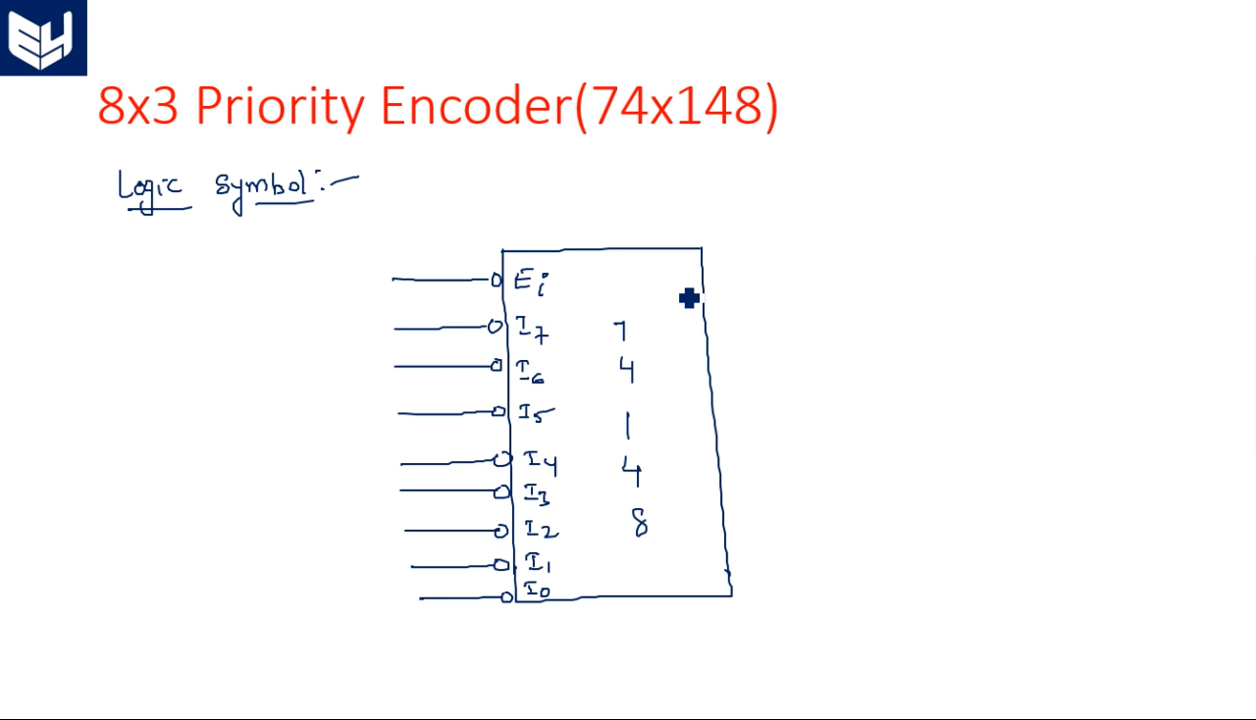 EH
8x3 Priority Encoder(74x148)
Logic Symbol:-
Ei
I7 7
I6 4
I5 1
I4 4
I3
I2 8
I1
I0